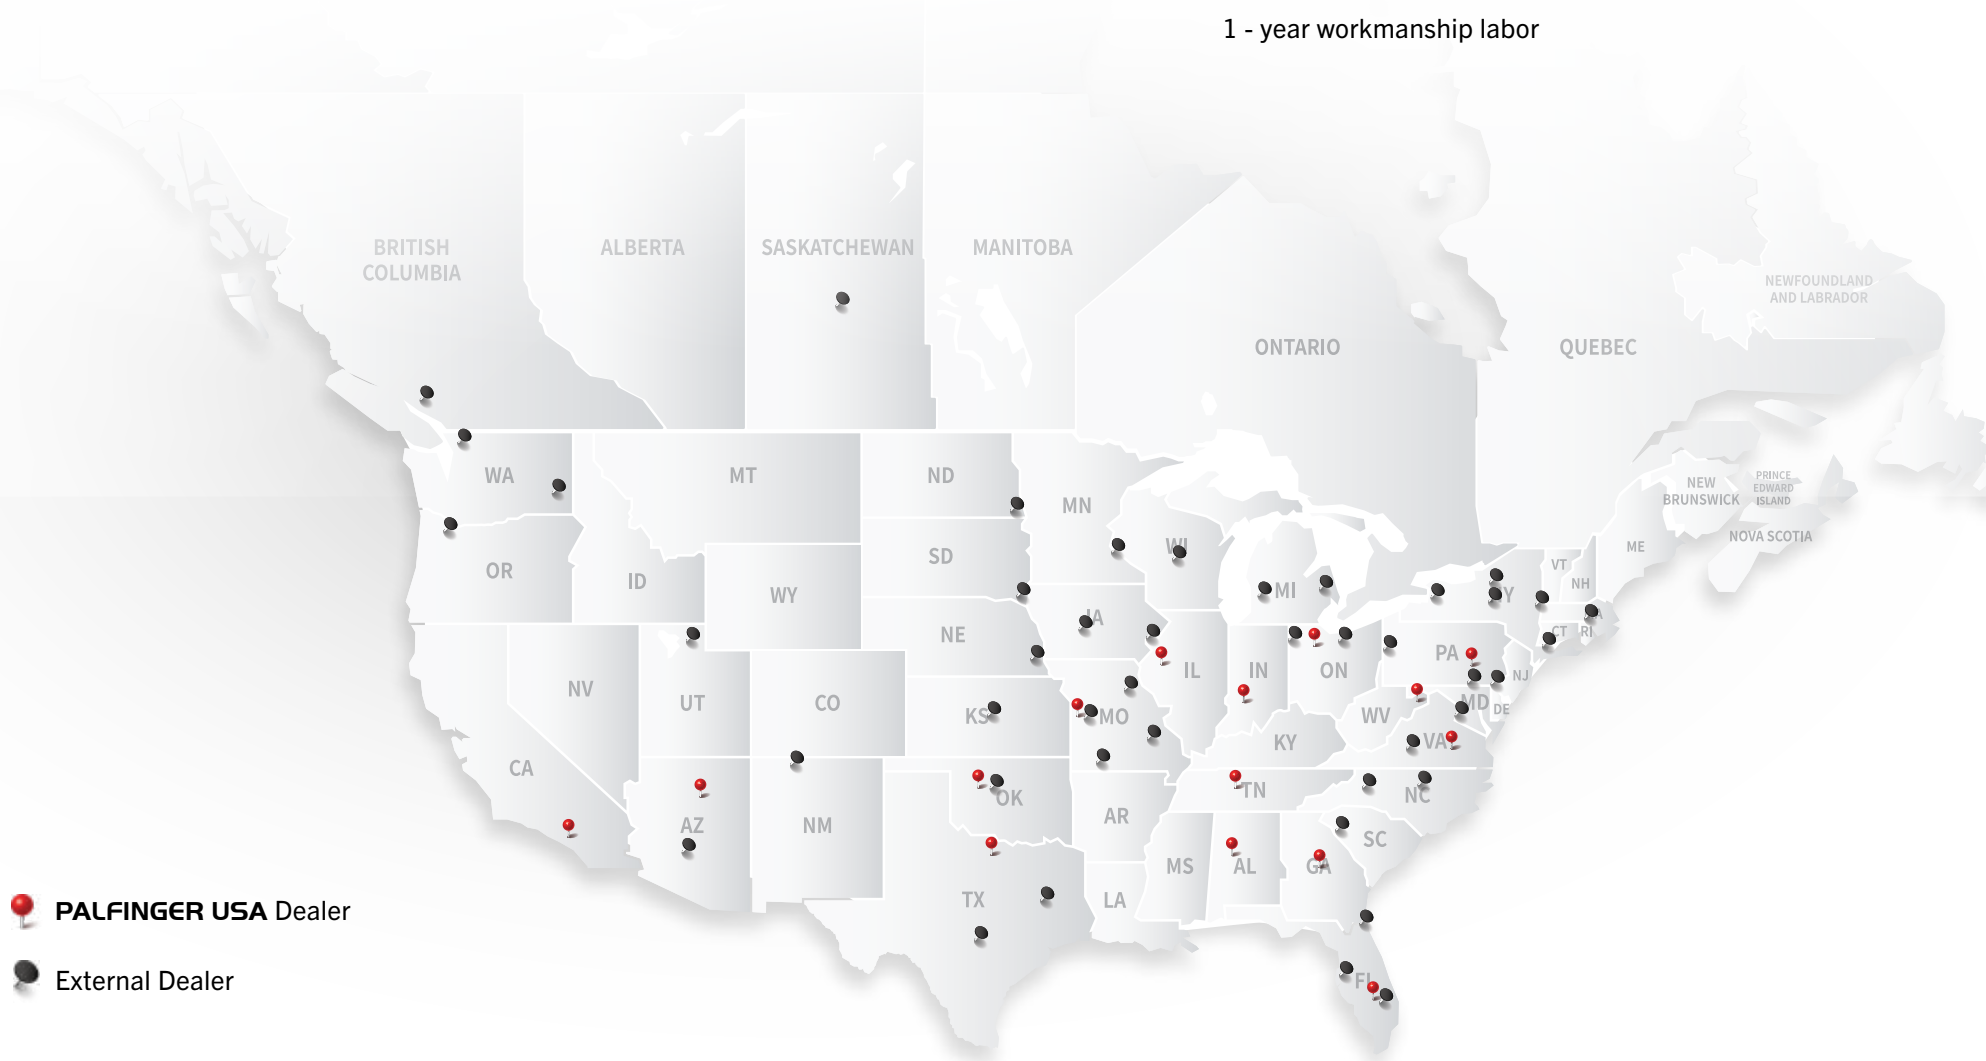 1 - year workmanship labor
BRITISH
COLUMBIA
ALBERTA
SASKATCHEWAN
MANITOBA
NEWFOUNDLAND
AND LABRADOR
ONTARIO
QUEBEC
WA
MT
ND
MN
NEW
BRUNSWICK
PRINCE
EDWARD
ISLAND
NOVA SCOTIA
ME
OR
ID
WY
SD
WI
MI
Y
VT
NH
NE
IA
CT
RI
NV
UT
CO
KS
MO
IL
IN
ON
PA
NJ
MD
DE
WV
VA
KY
CA
AZ
NM
OK
AR
TN
NC
SC
TX
LA
MS
AL
GA
FL
PALFINGER USA Dealer
External Dealer